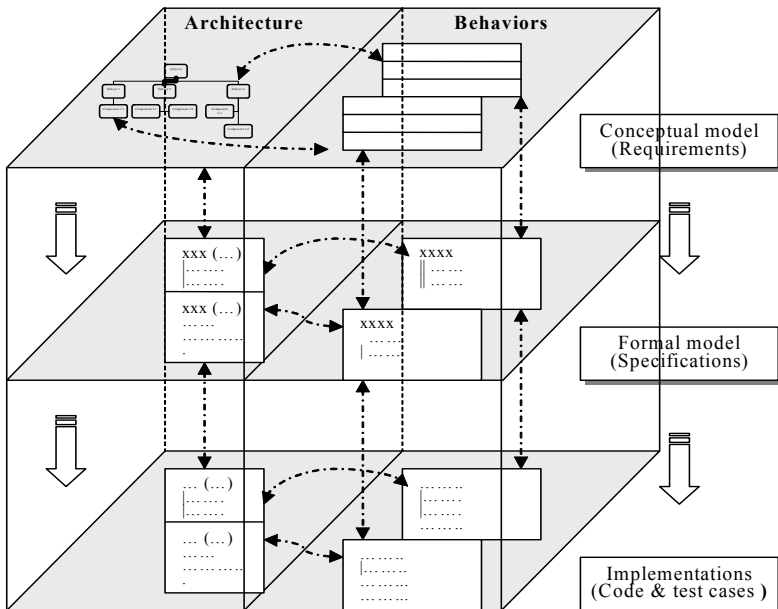 Architecture
Behaviors
Conceptual model
(Requirements)
xxx (...)
|... ... .
|... ... .
xxx (...)
... ...
... ... ... ..
.
xxxx
|| ... ...
|| ... ...
xxxx
... ...
| ... ...
Formal model
(Specifications)
... (...)
|... ... .
|... ... .
... (...)
... ...
... ... ... ..
.
... ... ..
|... ... ..
|... ... ..
... ... ..
... ... ..
|... ... ..
... ... ...
... ... ...
Implementations
(Code & test cases )